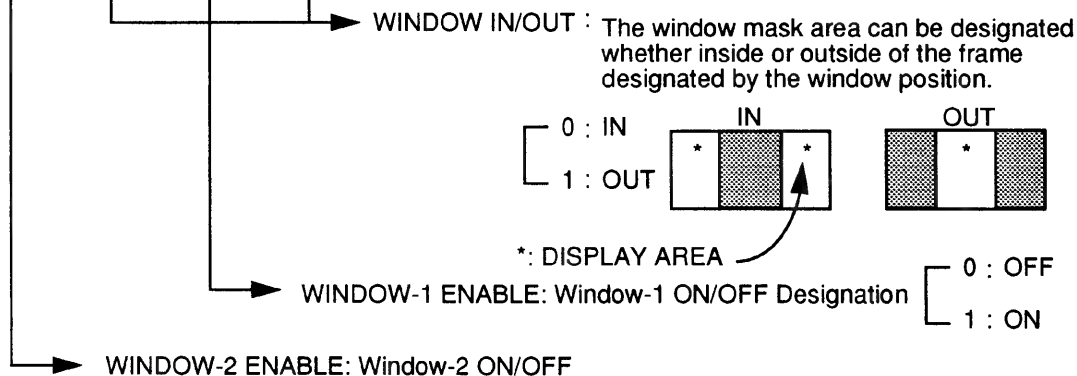 WINDOW IN/OUT : The window mask area can be designated
whether inside or outside of the frame
designated by the window position.
IN OUT
0 : IN
* * *
1 : OUT
*: DISPLAY AREA
0 : OFF
WINDOW-1 ENABLE: Window-1 ON/OFF Designation
1 : ON
WINDOW-2 ENABLE: Window-2 ON/OFF